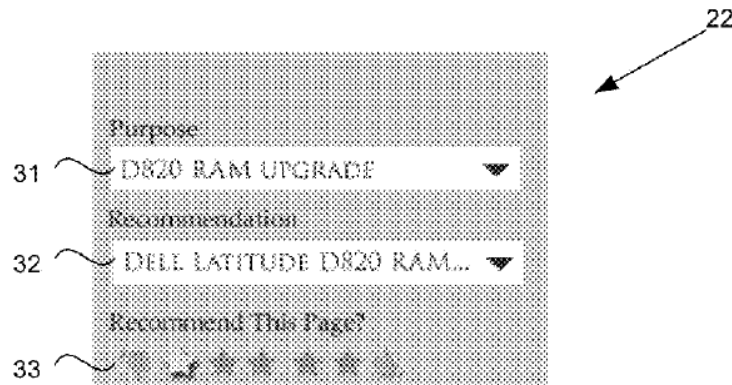 22
Purpose
31 D820 RAM UPGRADE
Recommendation
32 DELL LATITUDE D820 RAM...
Recommend This Page?
33